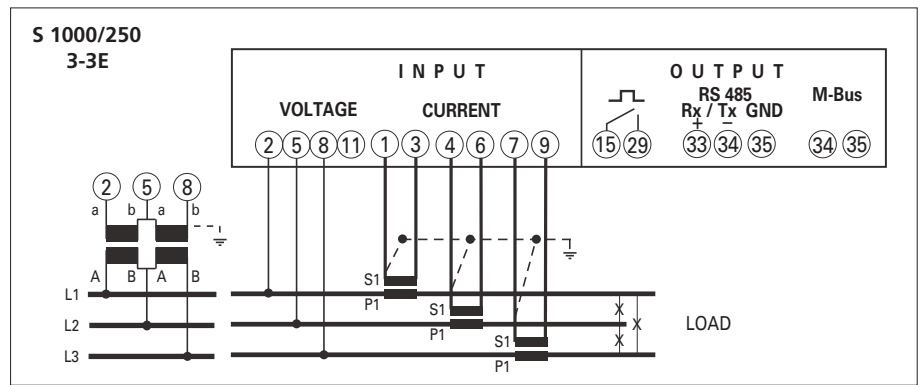 S 1000/250
3-3E
INPUT
OUTPUT
RS 485
M-Bus
VOLTAGE CURRENT
Rx / Tx GND
+ −
2 5 8 11 1 3 4 6 7 9
15 29 33 34 35 34 35
2 5 8
a b a b
A B A B
S1
P1
S1
P1
S1
P1
L1
L2
L3
X
X
X
LOAD